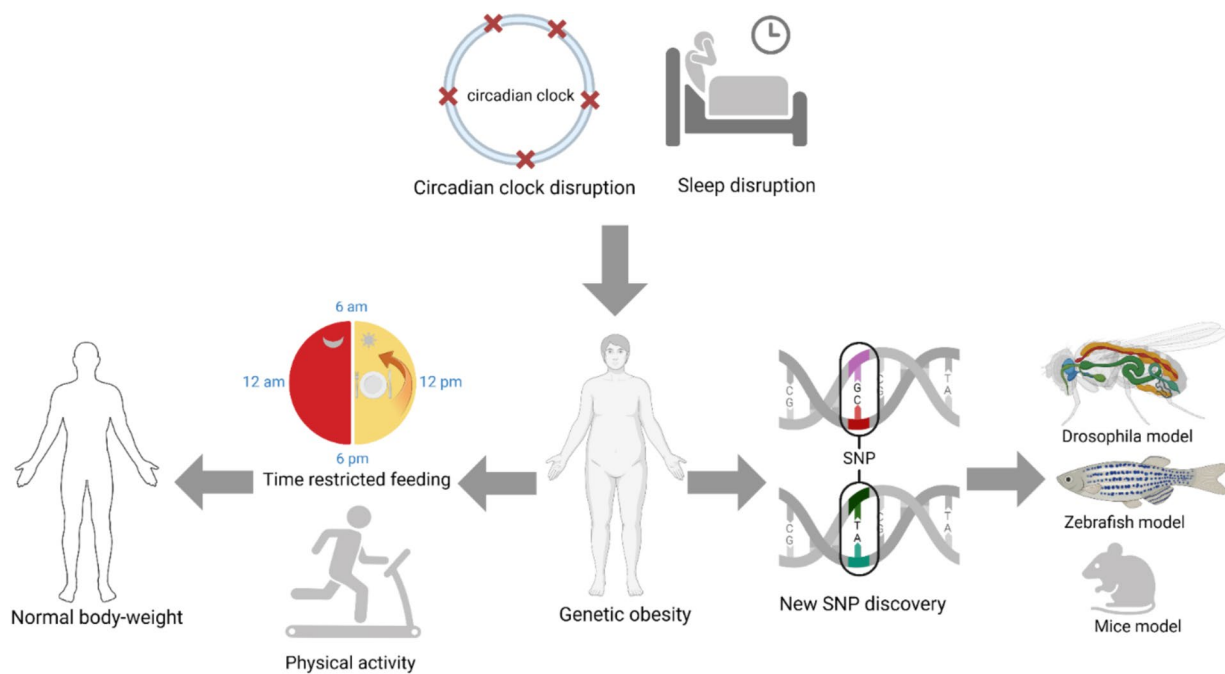 circadian clock
Circadian clock disruption
Sleep disruption
6 am
12 am
12 pm
6 pm
Time restricted feeding
Normal body-weight
Physical activity
Genetic obesity
C G
G C
C G
T A
SNP
C G
T A
C G
T A
New SNP discovery
Drosophila model
Zebrafish model
Mice model